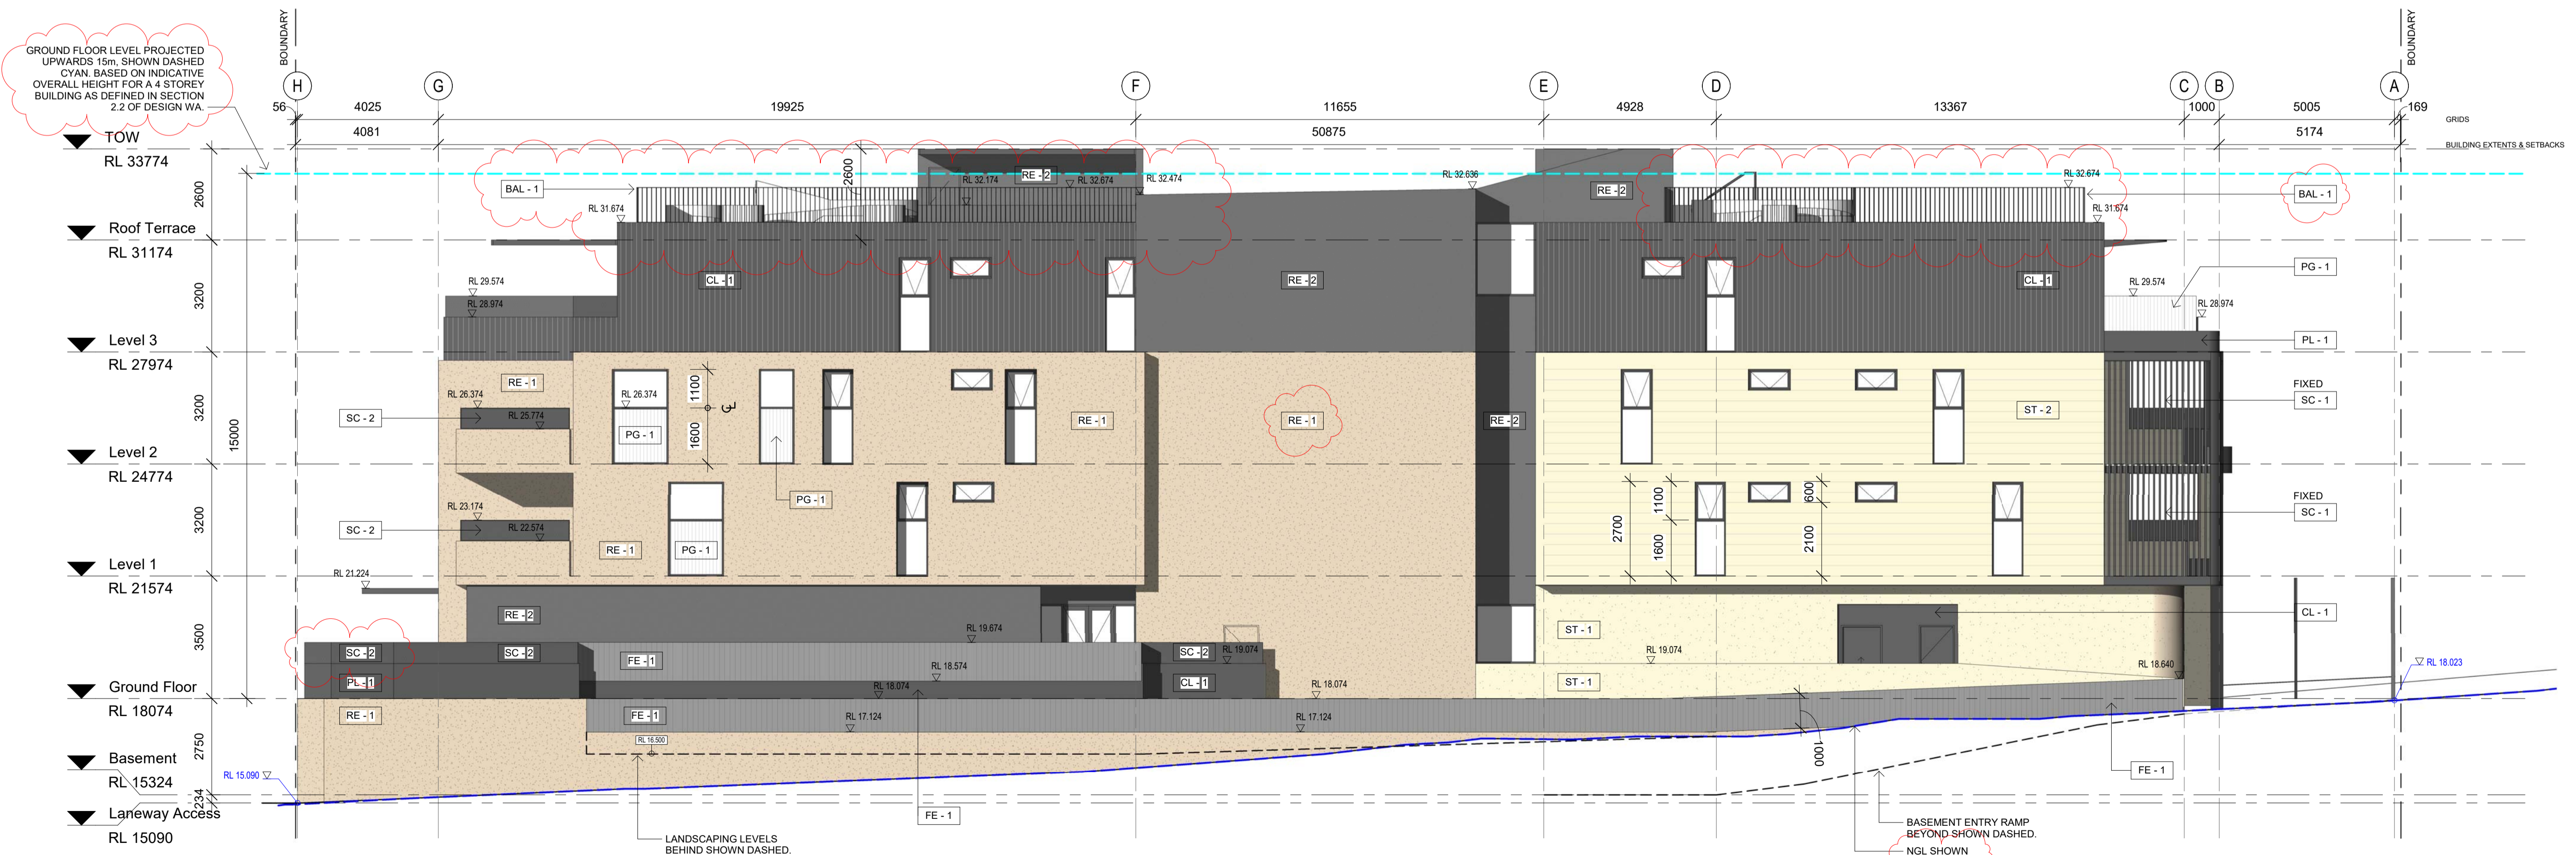 GROUND FLOOR LEVEL PROJECTED
UPWARDS 15m, SHOWN DASHED
CYAN. BASED ON INDICATIVE
OVERALL HEIGHT FOR A 4 STOREY
BUILDING AS DEFINED IN SECTION
2.2 OF DESIGN WA.
BOUNDARY
BOUNDARY
H
G
F
E
D
C
B
A
56
4025
19925
11655
4928
13367
1000
5005
169
GRIDS
4081
50875
5174
BUILDING EXTENTS & SETBACKS
TOW
RL 33774
Roof Terrace
RL 31174
Level 3
RL 27974
Level 2
RL 24774
Level 1
RL 21574
Ground Floor
RL 18074
Basement
RL 15324
Laneway Access
RL 15090
2600
3200
3200
3200
3500
2750
234
15000
2600
BAL - 1
RE - 2
RL 32.174
RL 32.674
RL 32.474
RL 32.636
RE - 2
RL 32.674
BAL - 1
RL 31.674
RL 31.674
RL 29.574
RL 28.974
CL - 1
RE - 2
CL - 1
PG - 1
RL 29.574
RL 28.974
PL - 1
RE - 1
RL 26.374
RL 25.774
SC - 2
RL 26.374
PG - 1
1100
1600
CL
PG - 1
RE - 1
RE - 1
RE - 2
ST - 2
FIXED
SC - 1
RL 23.174
RL 22.574
SC - 2
RE - 1
PG - 1
2700
1100
1600
600
2100
FIXED
SC - 1
RL 21.224
RE - 2
RL 19.674
SC - 2
SC - 2
FE - 1
SC - 2
RL 19.074
ST - 1
RL 19.074
CL - 1
RL 18.640
RL 18.023
PL - 1
RL 18.574
RL 18.074
CL - 1
RL 18.074
ST - 1
RE - 1
FE - 1
RL 17.124
RL 17.124
1000
RL 16.500
RL 15.090
FE - 1
FE - 1
LANDSCAPING LEVELS
BEHIND SHOWN DASHED.
BASEMENT ENTRY RAMP
BEYOND SHOWN DASHED.
NGL SHOWN